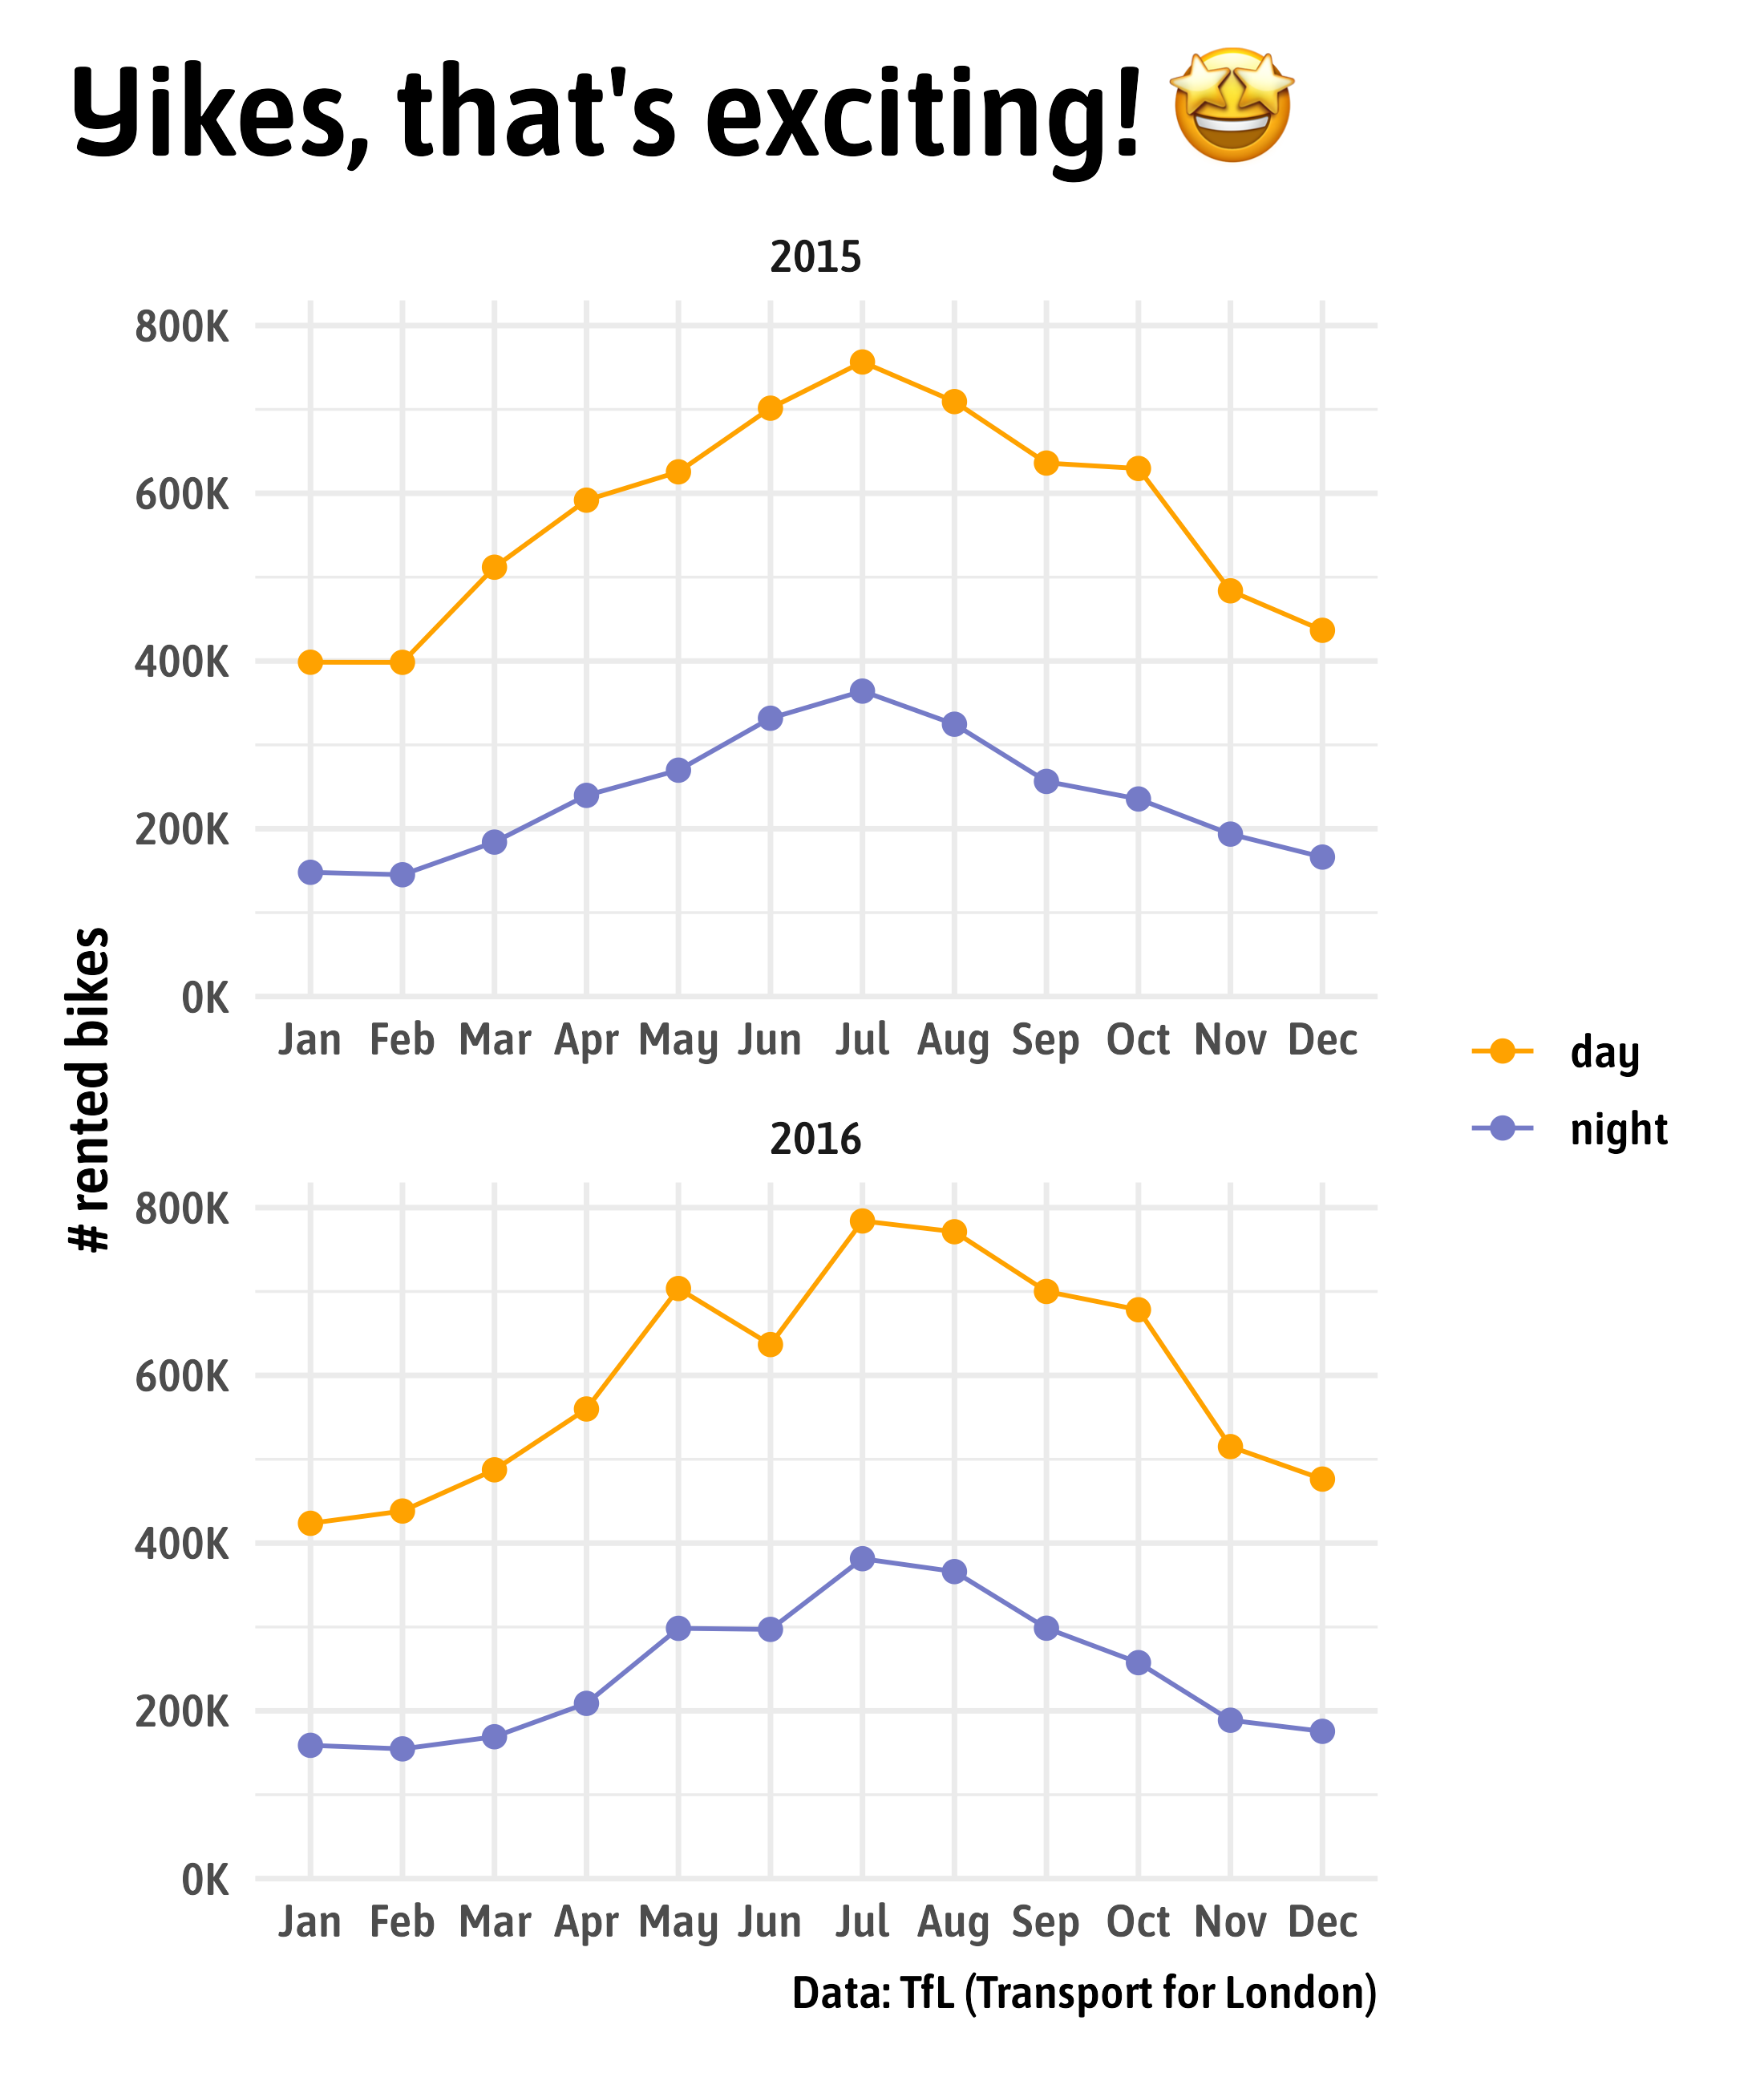 Yikes, that's exciting! 🤩
2015
800K
600K
400K
200K
0K
Jan Feb Mar Apr May Jun Jul Aug Sep Oct Nov Dec
# rented bikes
day
night
2016
800K
600K
400K
200K
0K
Jan Feb Mar Apr May Jun Jul Aug Sep Oct Nov Dec
Data: TfL (Transport for London)